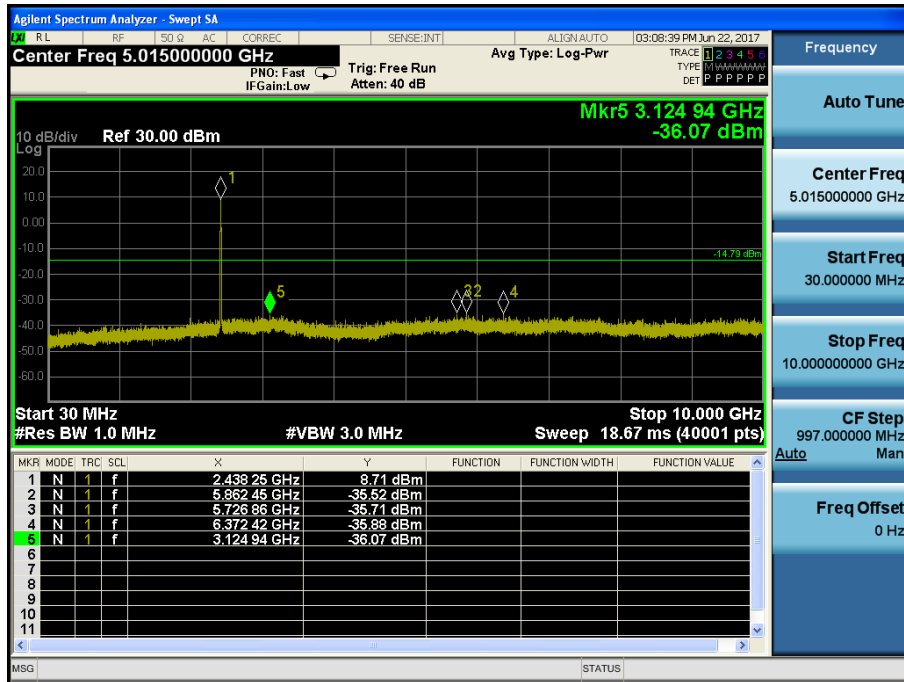 Agilent Spectrum Analyzer - Swept SA
LXI RL RF 50 Ω AC CORREC SENSE:INT ALIGN AUTO 03:08:39 PM Jun 22, 2017
Center Freq 5.015000000 GHz
PNO: Fast
IFGain:Low
Trig: Free Run
Atten: 40 dB
Avg Type: Log-Pwr
TRACE 1 2 3 4 5 6
TYPE M WWWWW
DET P P P P P P
Mkr5 3.124 94 GHz
-36.07 dBm
10 dB/div Ref 30.00 dBm
Log
20.0
10.0
0.00
-10.0
-20.0
-30.0
-40.0
-50.0
-60.0
1
-14.79 dBm
5
3 2
4
Start 30 MHz
Stop 10.000 GHz
#Res BW 1.0 MHz
#VBW 3.0 MHz
Sweep 18.67 ms (40001 pts)
MKR MODE TRC SCL X Y FUNCTION FUNCTION WIDTH FUNCTION VALUE
1 N 1 f 2.438 25 GHz 8.71 dBm
2 N 1 f 5.862 45 GHz -35.52 dBm
3 N 1 f 5.726 86 GHz -35.71 dBm
4 N 1 f 6.372 42 GHz -35.88 dBm
5 N 1 f 3.124 94 GHz -36.07 dBm
6
7
8
9
10
11
MSG
STATUS
Frequency
Auto Tune
Center Freq
5.015000000 GHz
Start Freq
30.000000 MHz
Stop Freq
10.000000000 GHz
CF Step
997.000000 MHz
Auto Man
Freq Offset
0 Hz